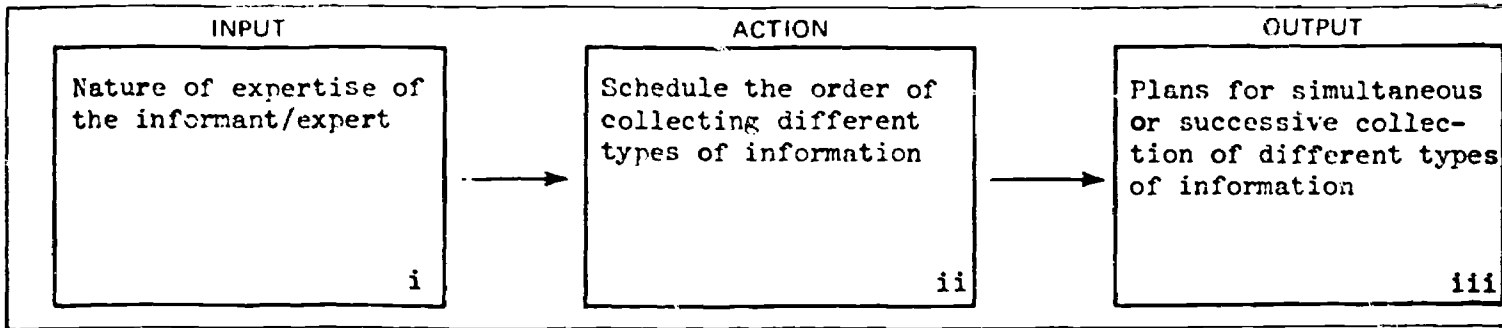 INPUT
Nature of expertise of
the informant/expert
i
ACTION
Schedule the order of
collecting different
types of information
ii
OUTPUT
Plans for simultaneous
or successive collec-
tion of different types
of information
iii